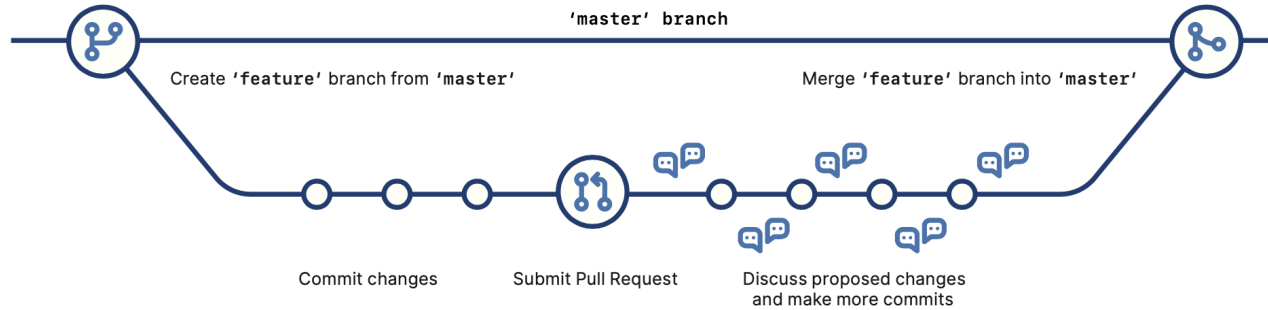 ‘master’ branch
Create ‘feature’ branch from ‘master’
Merge ‘feature’ branch into ‘master’
Commit changes
Submit Pull Request
Discuss proposed changes
and make more commits